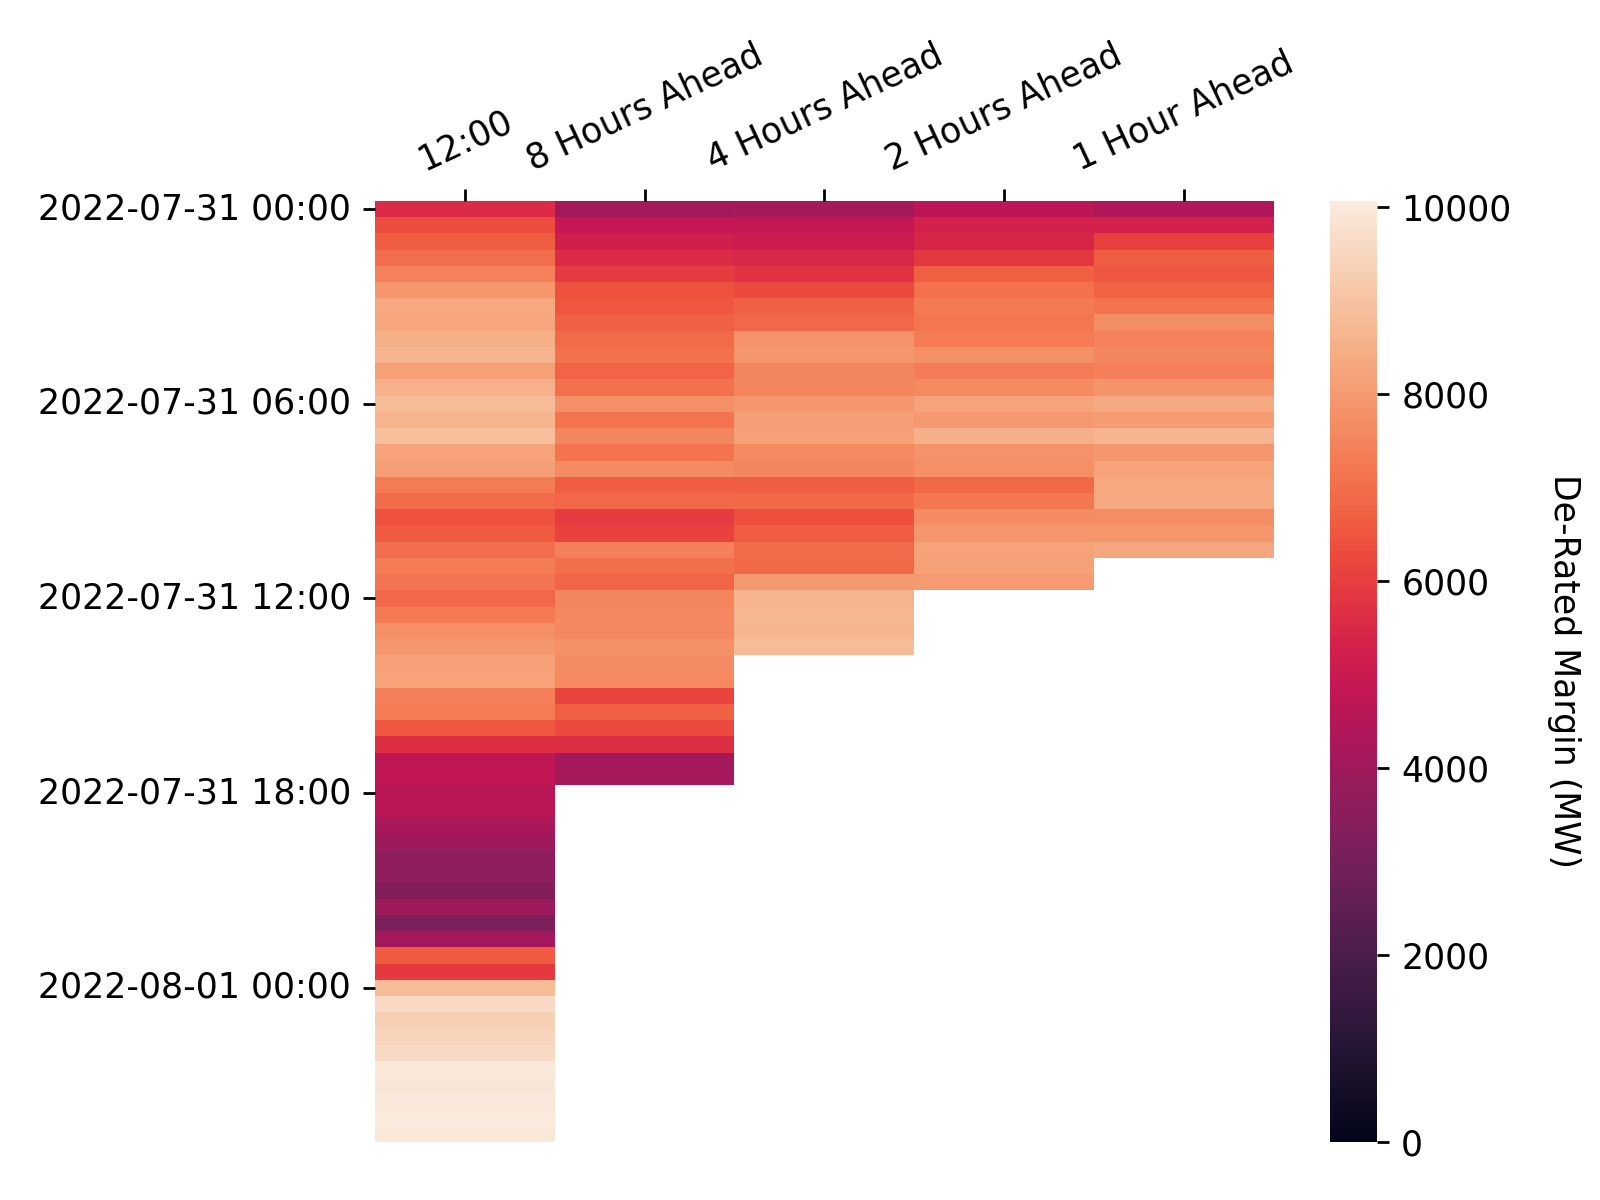 12:00
8 Hours Ahead
4 Hours Ahead
2 Hours Ahead
1 Hour Ahead
2022-07-31 00:00
2022-07-31 06:00
2022-07-31 12:00
2022-07-31 18:00
2022-08-01 00:00
10000
8000
6000
4000
2000
0
De-Rated Margin (MW)